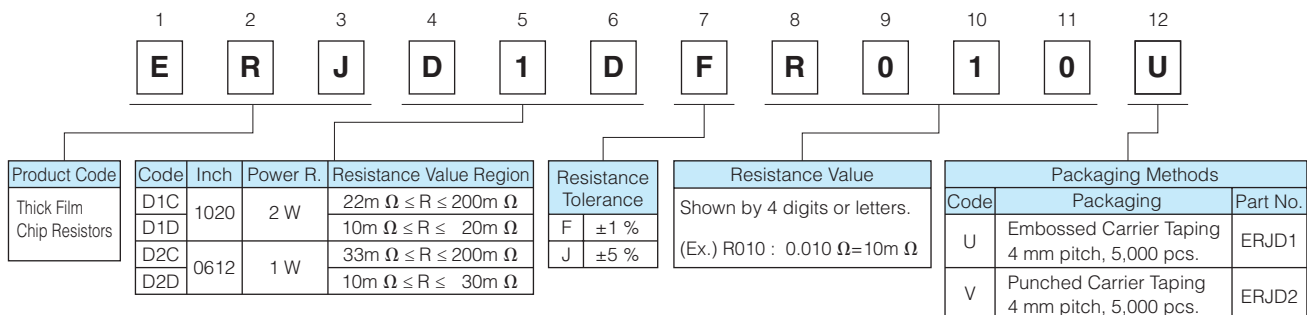 1 2 3 4 5 6 7 8 9 10 11 12
E R J D 1 D F R 0 1 0 U
Product Code
Thick Film
Chip Resistors
Code Inch Power R. Resistance Value Region
D1C 1020 2 W 22m Ω ≤ R ≤ 200m Ω
D1D 10m Ω ≤ R ≤ 20m Ω
D2C 0612 1 W 33m Ω ≤ R ≤ 200m Ω
D2D 10m Ω ≤ R ≤ 30m Ω
Resistance
Tolerance
F ±1 %
J ±5 %
Resistance Value
Shown by 4 digits or letters.
(Ex.) R010 : 0.010 Ω=10m Ω
Packaging Methods
Code Packaging Part No.
U Embossed Carrier Taping
4 mm pitch, 5,000 pcs. ERJD1
V Punched Carrier Taping
4 mm pitch, 5,000 pcs. ERJD2